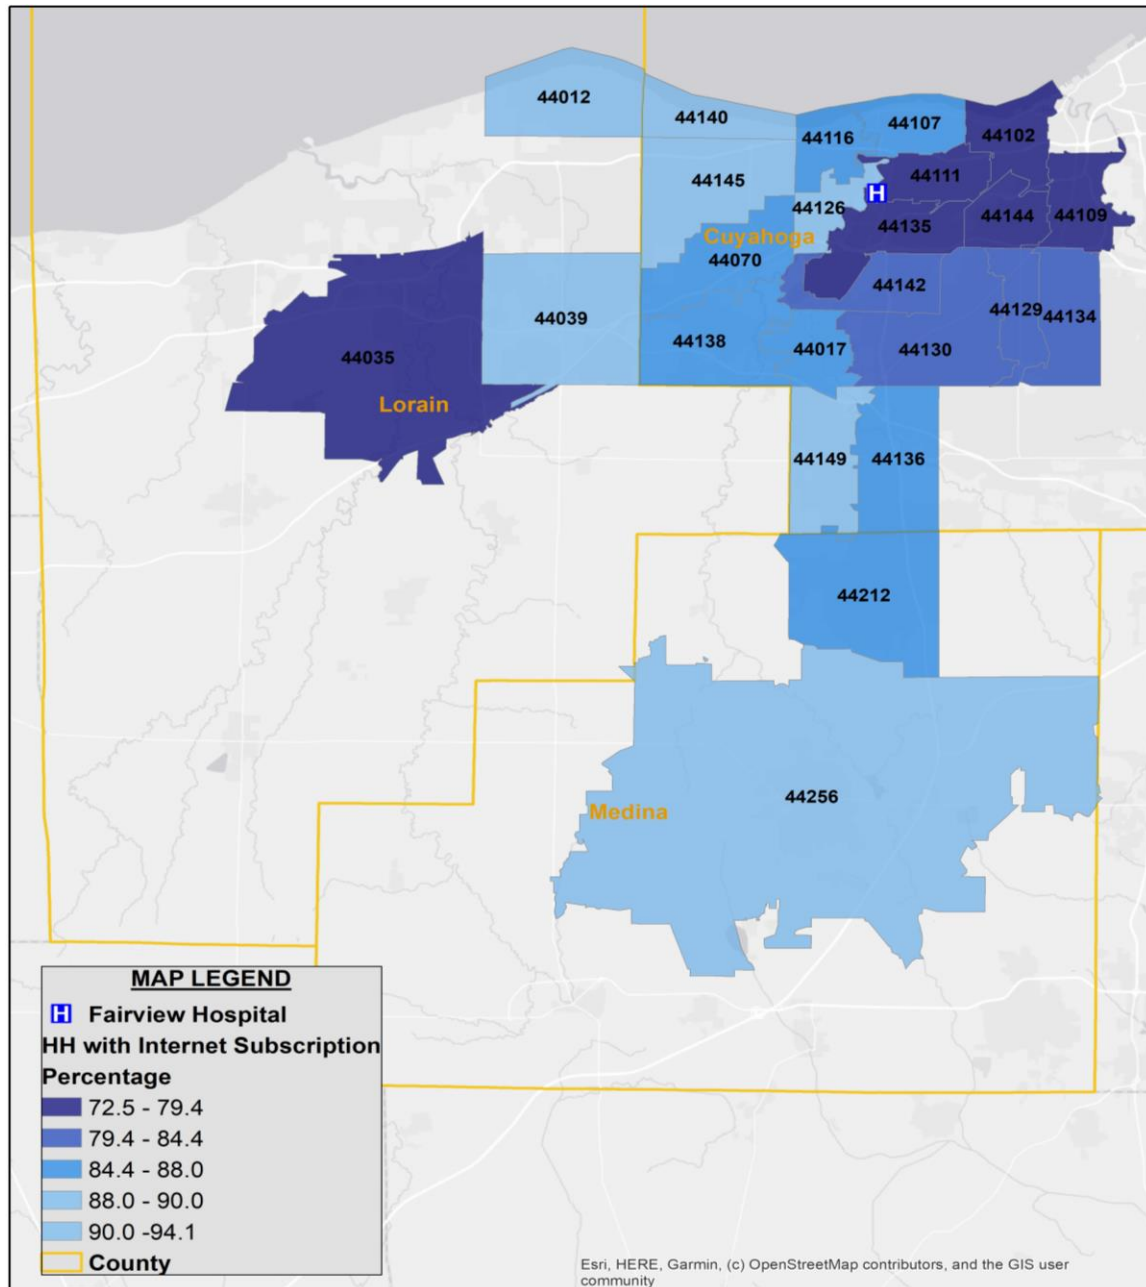 44012
44140
44116
44107
44102
44145
44111
44126
44135
44144
44109
Cuyahoga
44070
44142
44039
44138
44017
44130
44129
44134
44035
Lorain
44149
44136
44212
44256
Medina
MAP LEGEND
H
H Fairview Hospital
HH with Internet Subscription
Percentage
72.5 - 79.4
79.4 - 84.4
84.4 - 88.0
88.0 - 90.0
90.0 -94.1
County
Esri, HERE, Garmin, (c) OpenStreetMap contributors, and the GIS user
community